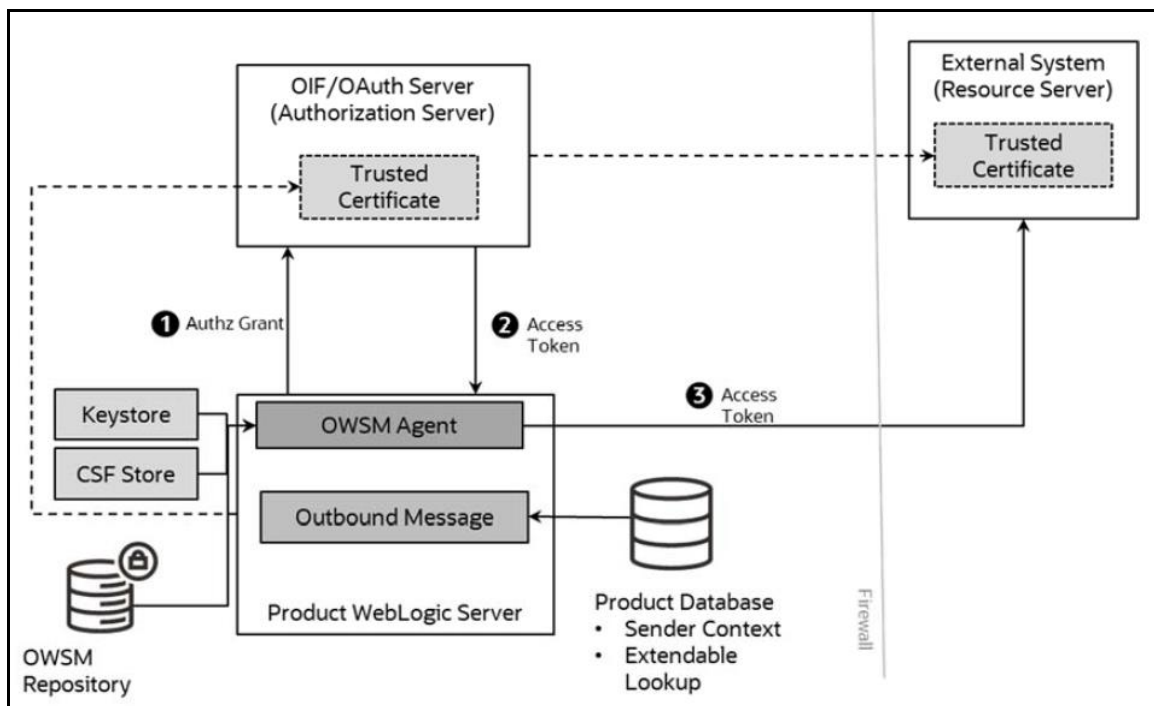 OIF/OAuth Server
(Authorization Server)
Trusted
Certificate
External System
(Resource Server)
Trusted
Certificate
1 Authz Grant
2 Access
Token
3 Access
Token
Keystore
CSF Store
OWSM Agent
Outbound Message
Product WebLogic Server
OWSM
Repository
Product Database
• Sender Context
• Extendable
Lookup
Firewall